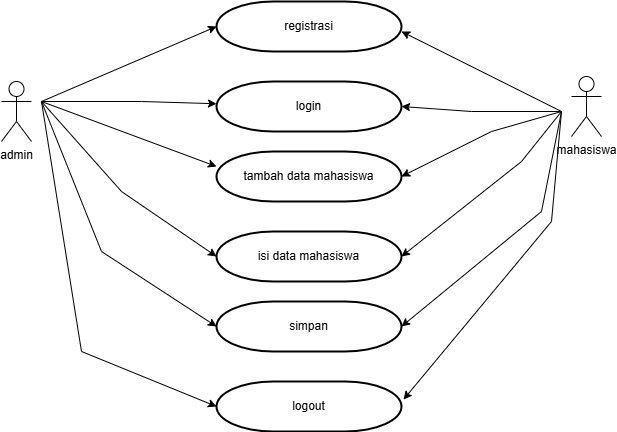 registrasi
login
admin
mahasiswa
tambah data mahasiswa
isi data mahasiswa
simpan
logout